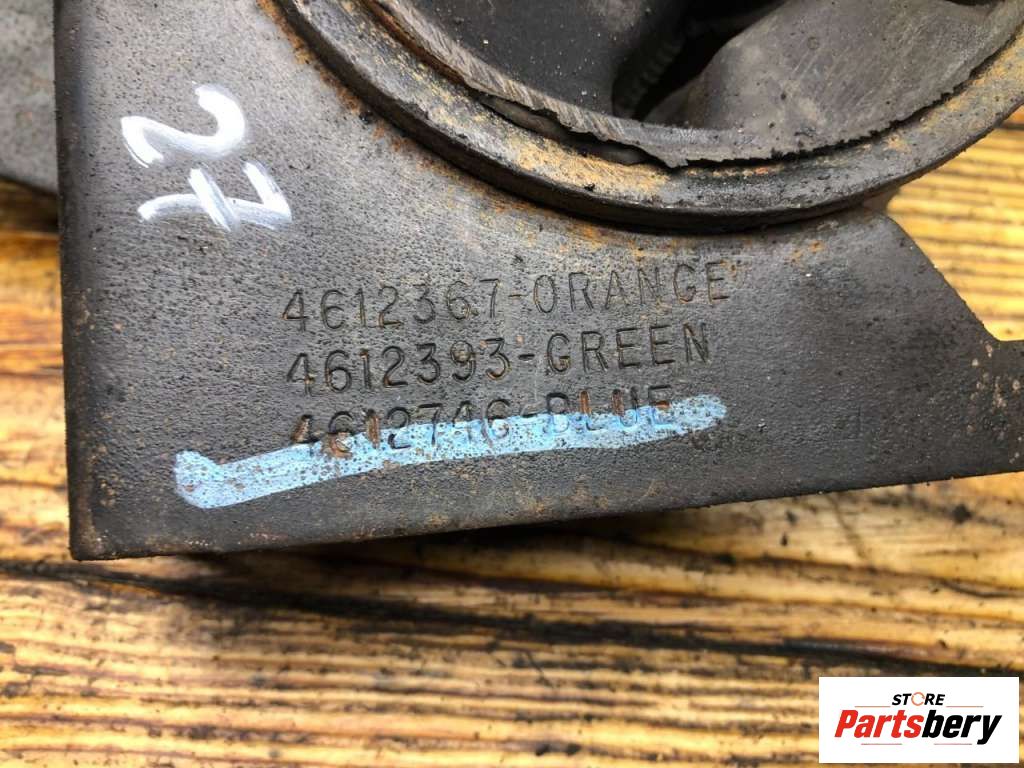 27
4612367-ORANGE
4612393-GREEN
4612746-BLUE
STORE
Partsbery